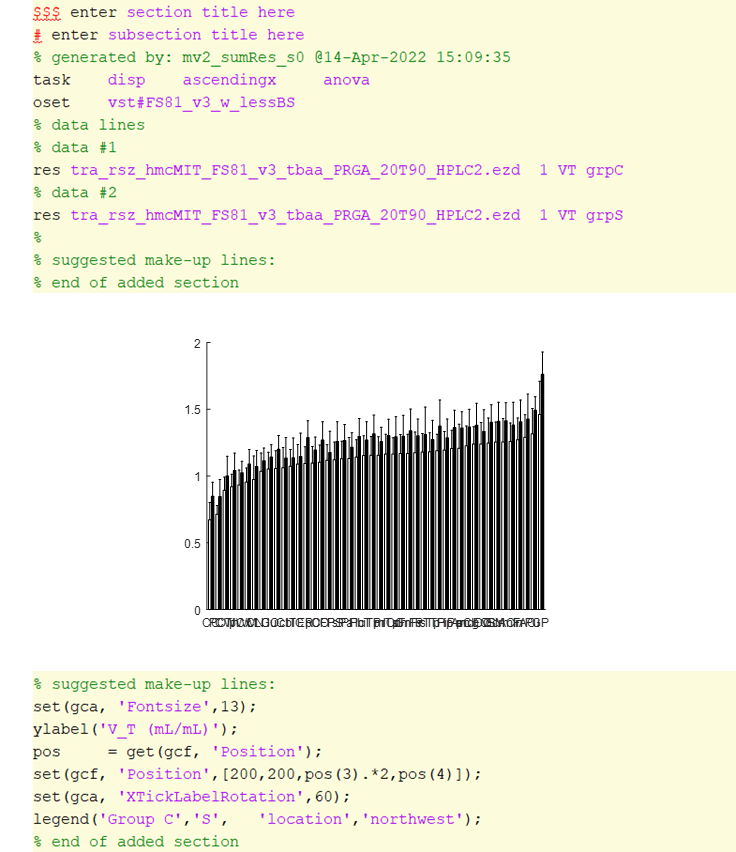 $$$ enter section title here
# enter subsection title here
% generated by: mv2_sumRes_s0 @14-Apr-2022 15:09:35
task    disp    ascendingx     anova
oset    vst#FS81_v3_w_lessBS
% data lines
% data #1
res tra_rsz_hmcMIT_FS81_v3_tbaa_PRGA_20T90_HPLC2.ezd  1 VT grpC
% data #2
res tra_rsz_hmcMIT_FS81_v3_tbaa_PRGA_20T90_HPLC2.ezd  1 VT grpS
%
% suggested make-up lines:
% end of added section
2
1.5
1
0.5
0
% suggested make-up lines:
set(gca, 'Fontsize',13);
ylabel('V_T (mL/mL)');
pos     = get(gcf, 'Position');
set(gcf, 'Position',[200,200,pos(3).*2,pos(4)]);
set(gca, 'XTickLabelRotation',60);
legend('Group C','S',   'location','northwest');
% end of added section